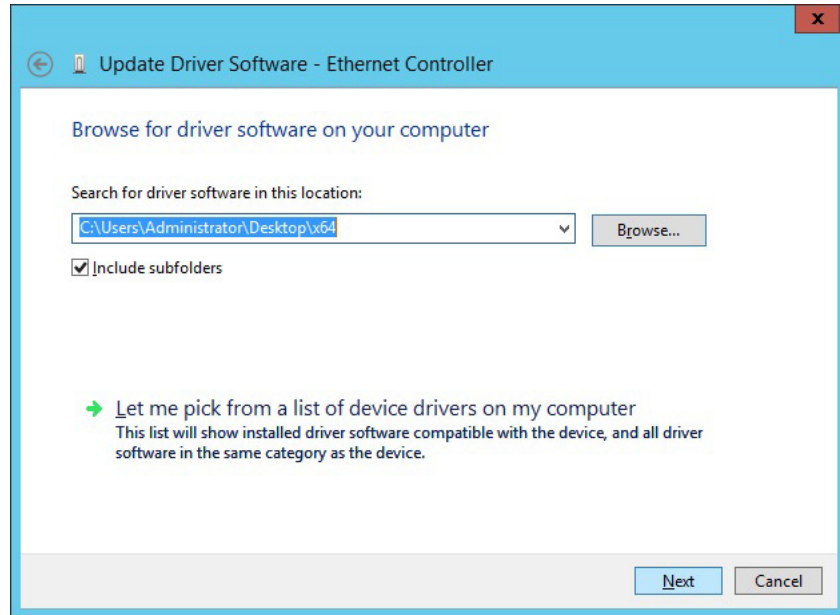 x
Update Driver Software - Ethernet Controller
Browse for driver software on your computer
Search for driver software in this location:
C:\Users\Administrator\Desktop\x64
Browse...
Include subfolders
Let me pick from a list of device drivers on my computer
This list will show installed driver software compatible with the device, and all driver
software in the same category as the device.
Next
Cancel